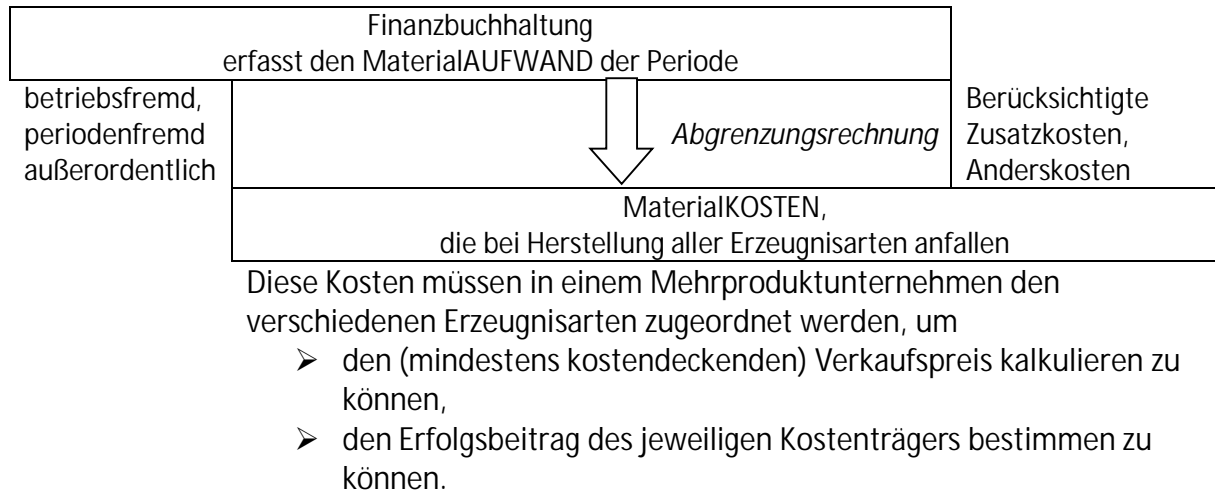 Finanzbuchhaltung
erfasst den MaterialAUFWAND der Periode
betriebsfremd,
periodenfremd
außerordentlich
Abgrenzungsrechnung
Berücksichtigte
Zusatzkosten,
Anderskosten
MaterialKOSTEN,
die bei Herstellung aller Erzeugnisarten anfallen
Diese Kosten müssen in einem Mehrproduktunternehmen den
verschiedenen Erzeugnisarten zugeordnet werden, um
➢ den (mindestens kostendeckenden) Verkaufspreis kalkulieren zu
können,
➢ den Erfolgsbeitrag des jeweiligen Kostenträgers bestimmen zu
können.